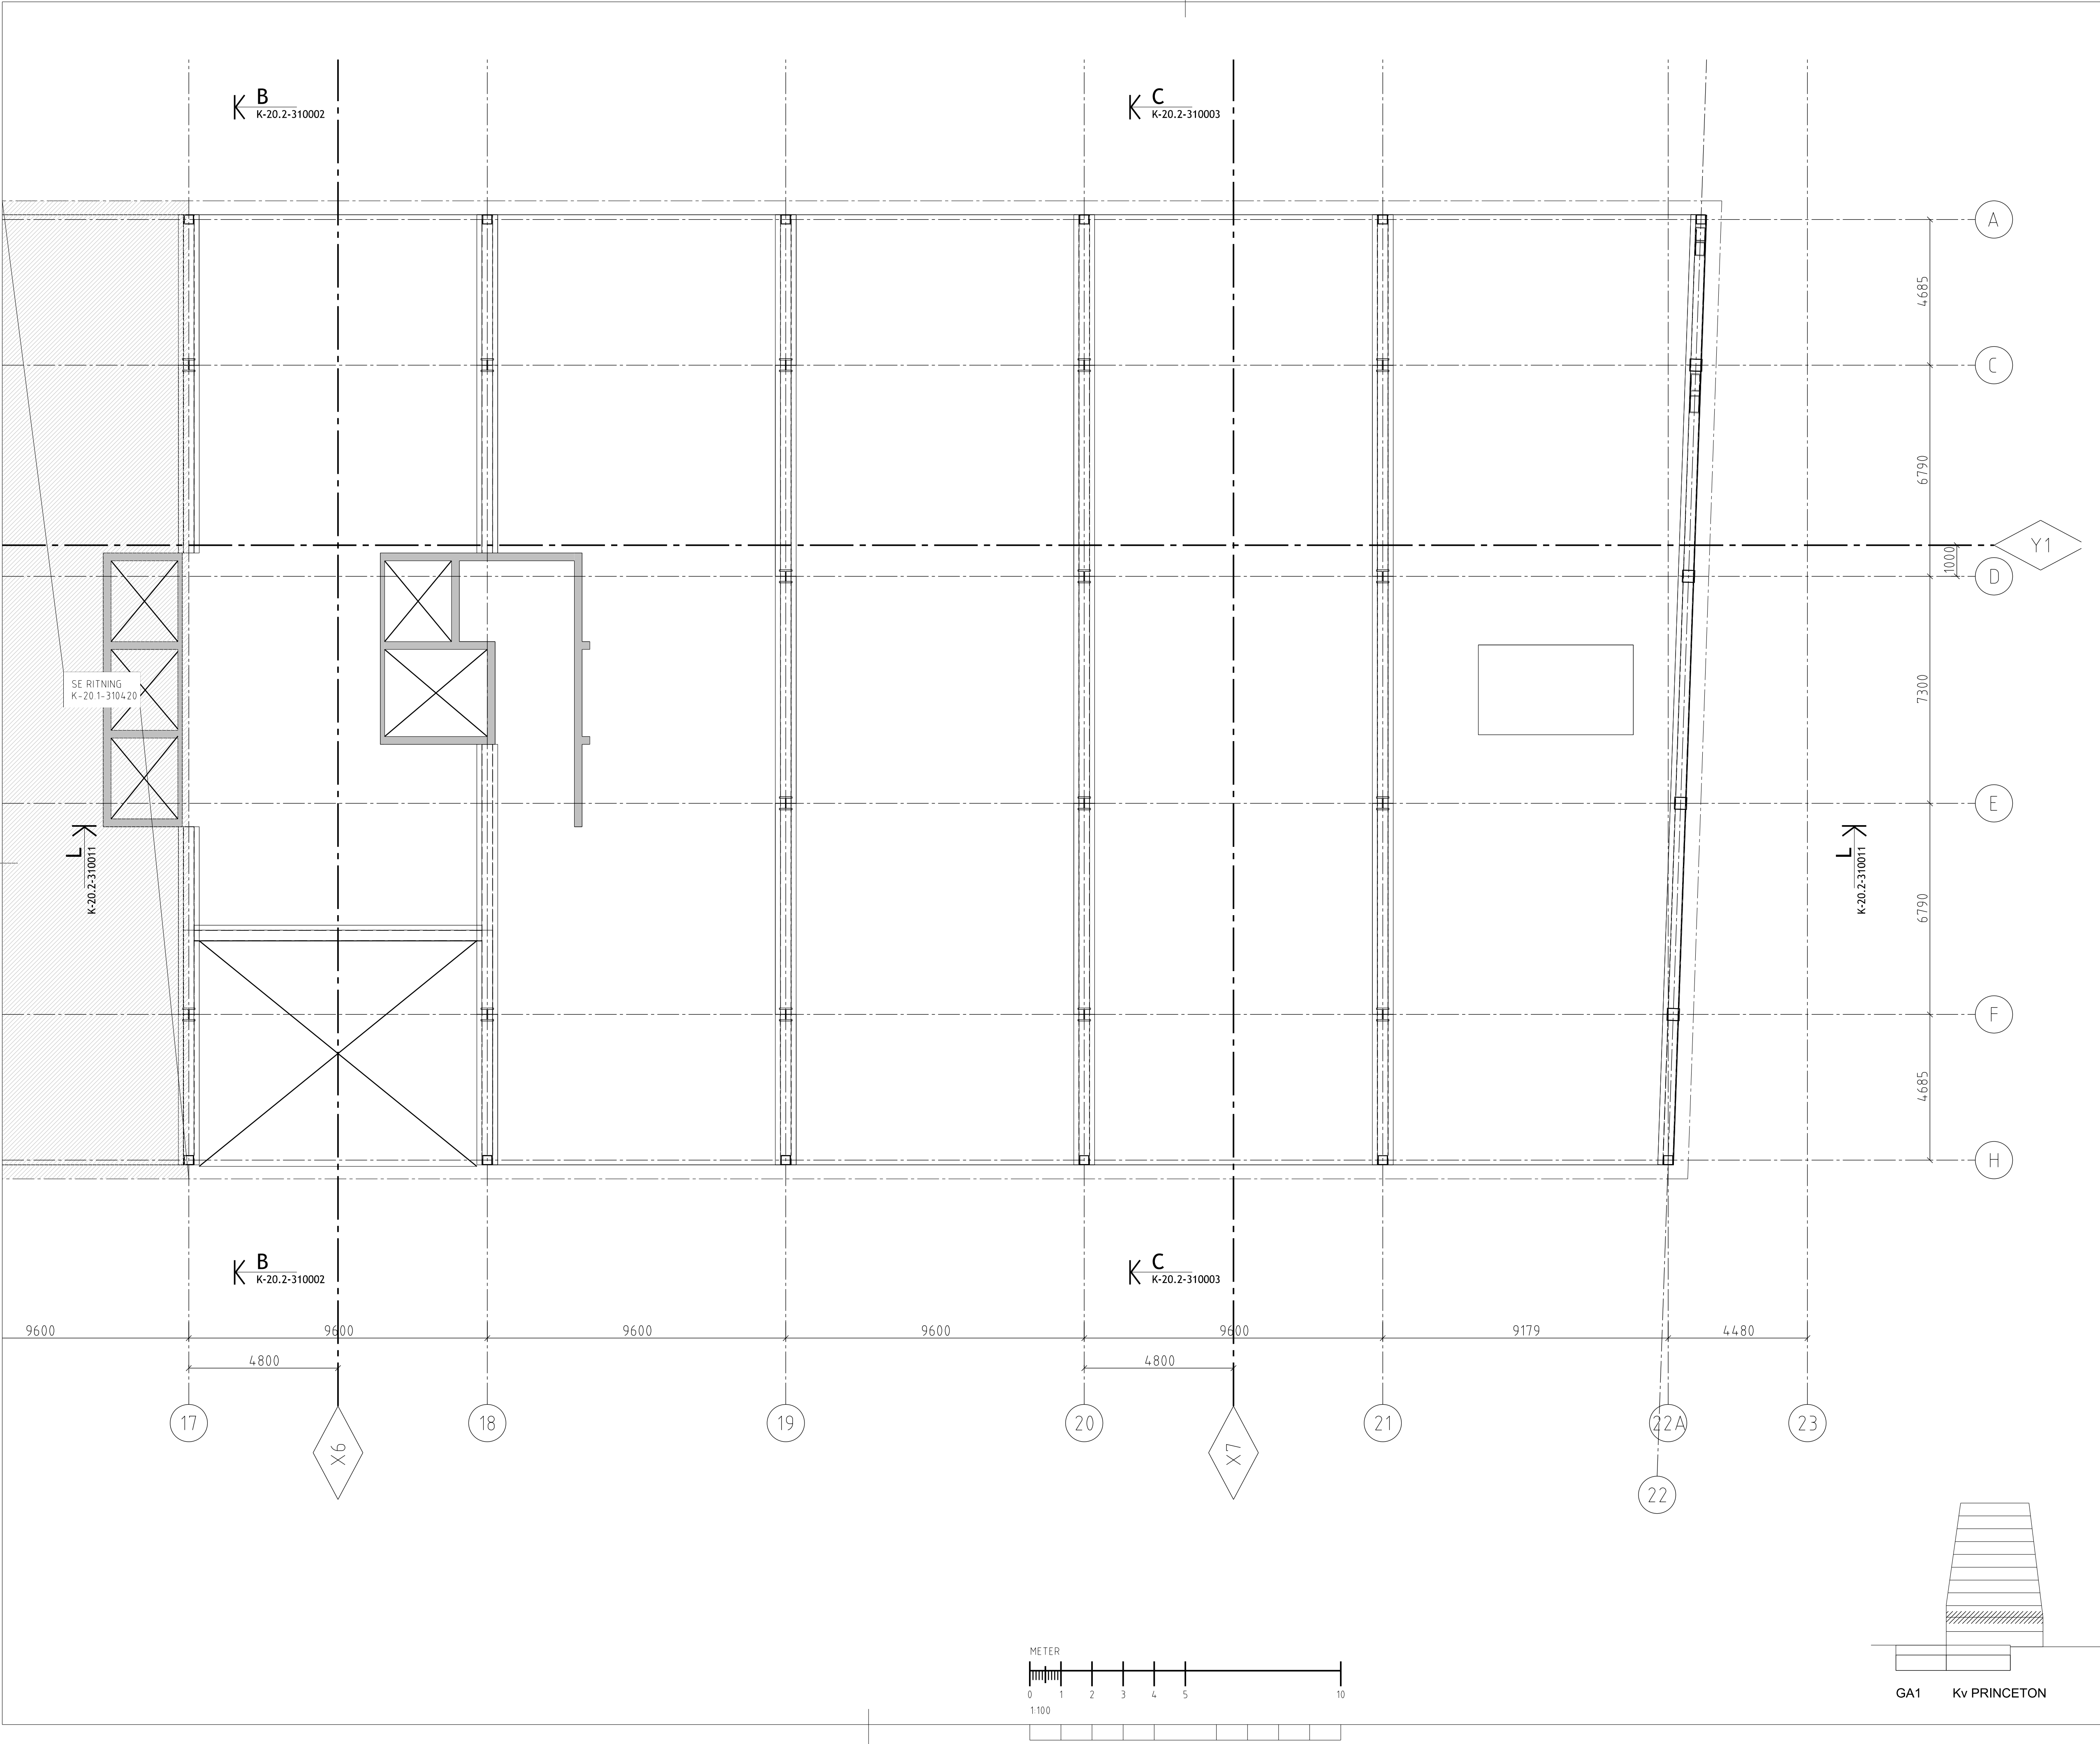 B
K-20.2-310002
C
K-20.2-310003
A
4685
C
6790
Y1
1000
D
SE RITNING
K-20.1-310420
7300
E
L
K-20.2-310011
L
K-20.2-310011
6790
F
4685
H
B
K-20.2-310002
C
K-20.2-310003
9600
9600
9600
9600
9600
9179
4480
4800
4800
17
18
19
20
21
22A
23
X6
X7
22
METER
0 1 2 3 4 5 10
1:100
GA1 Kv PRINCETON